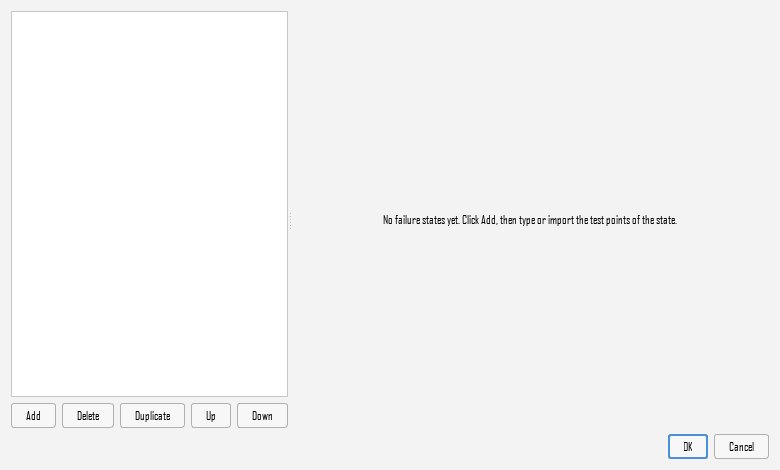 No failure states yet. Click Add, then type or import the test points of the state.
Add
Delete
Duplicate
Up
Down
OK
Cancel